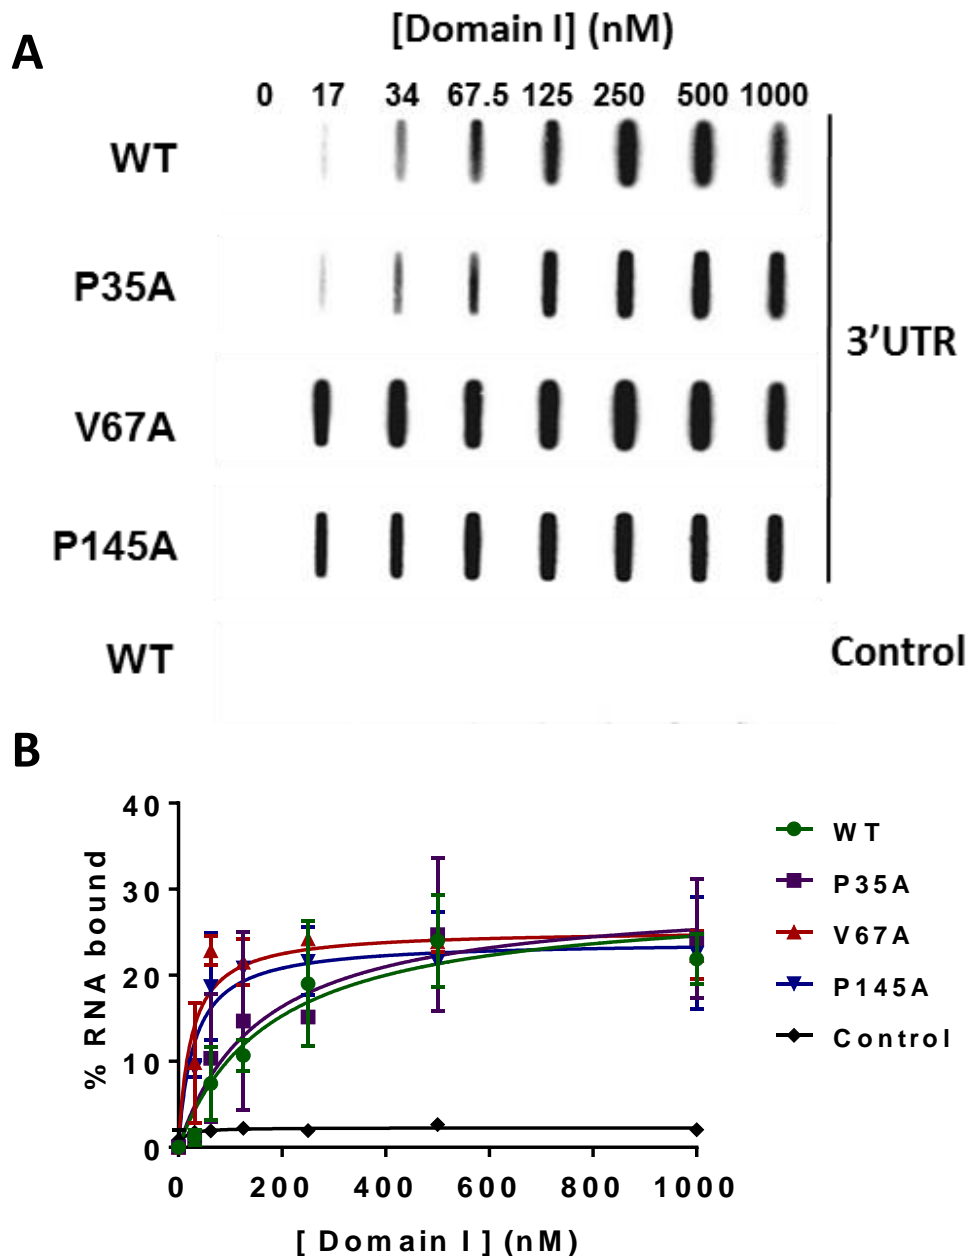 A
[Domain I] (nM)
0 17 34 67.5 125 250 500 1000
WT
P35A
V67A
P145A
3'UTR
WT
Control
B
% RNA bound
40
30
20
10
0
0 200 400 600 800 1000
[ Domain I ] (nM)
WT
P35A
V67A
P145A
Control